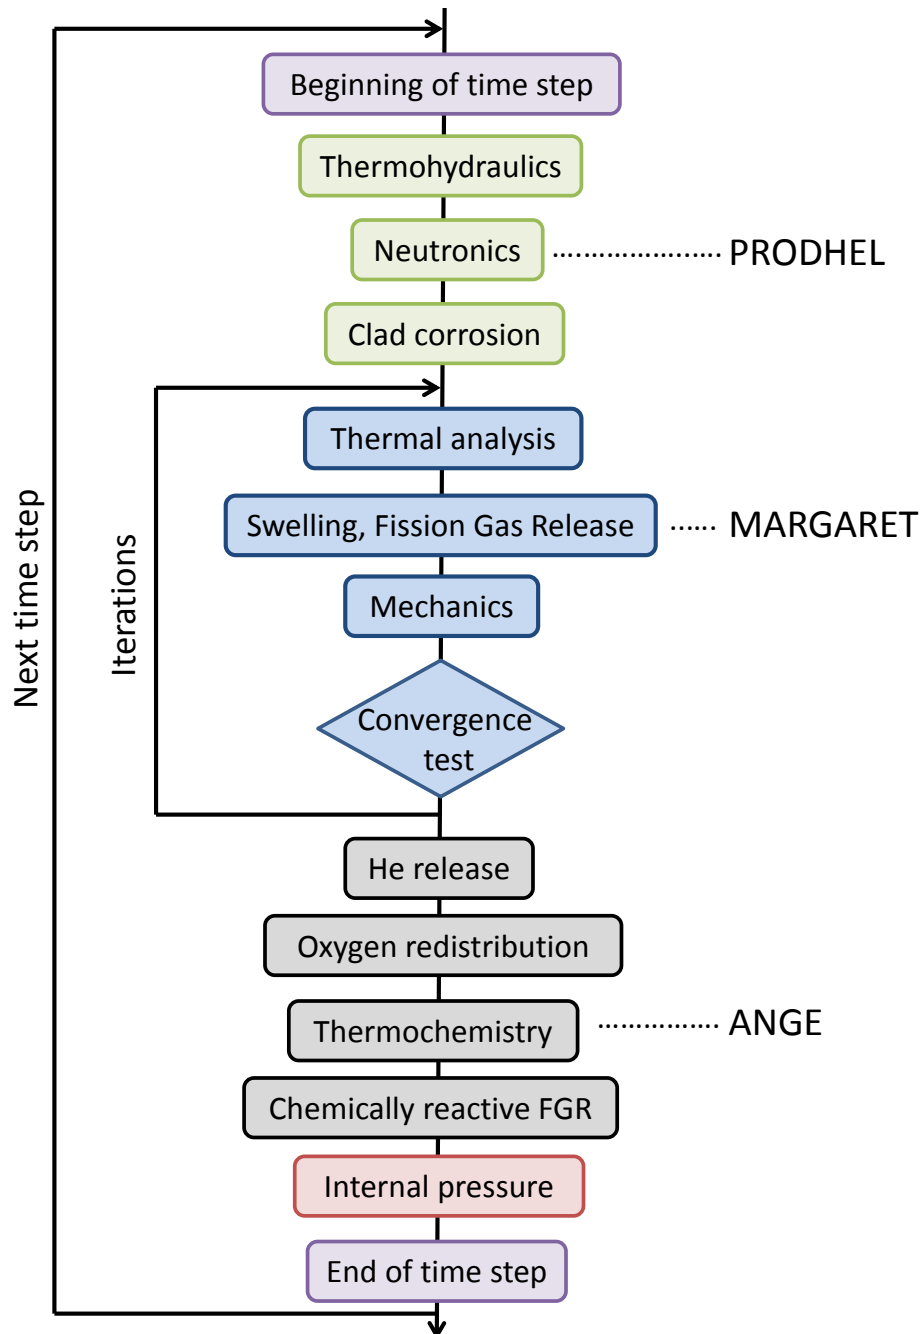 Beginning of time step
Thermohydraulics
Neutronics
PRODHEL
Clad corrosion
Thermal analysis
Swelling, Fission Gas Release
MARGARET
Mechanics
Next time step
Iterations
Convergence
test
He release
Oxygen redistribution
Thermochemistry
ANGE
Chemically reactive FGR
Internal pressure
End of time step